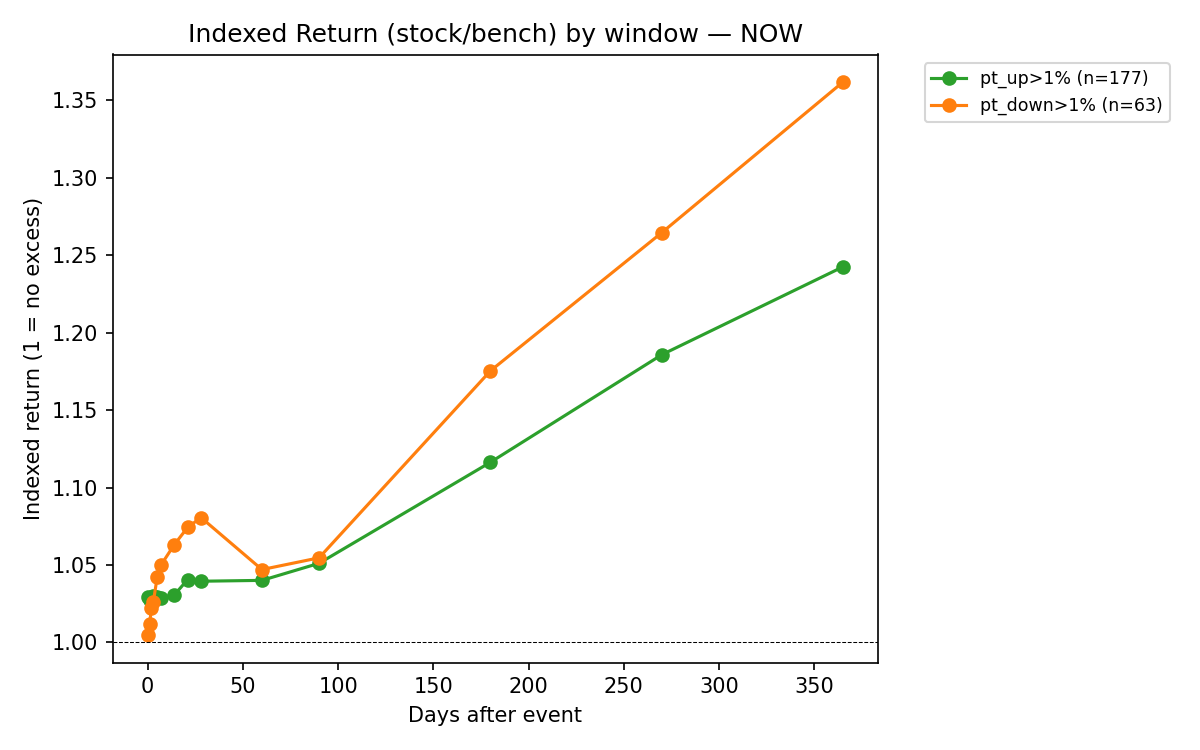 Indexed Return (stock/bench) by window — NOW
pt_up>1% (n=177)
pt_down>1% (n=63)
Indexed return (1 = no excess)
1.35
1.30
1.25
1.20
1.15
1.10
1.05
1.00
0 50 100 150 200 250 300 350
Days after event